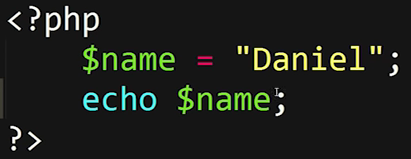 <?php
$name = "Daniel";
echo $name;
?>